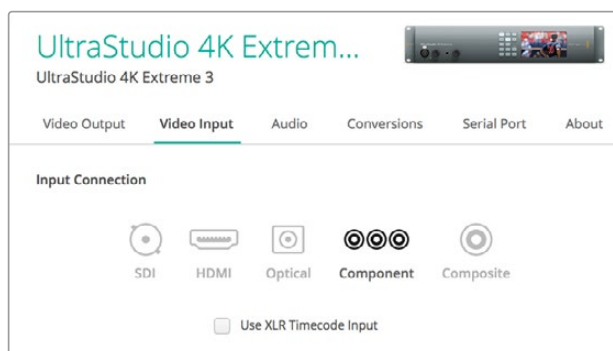 UltraStudio 4K Extrem...
UltraStudio 4K Extreme 3
Video Output Video Input Audio Conversions Serial Port About
Input Connection
SDI HDMI Optical Component Composite
Use XLR Timecode Input